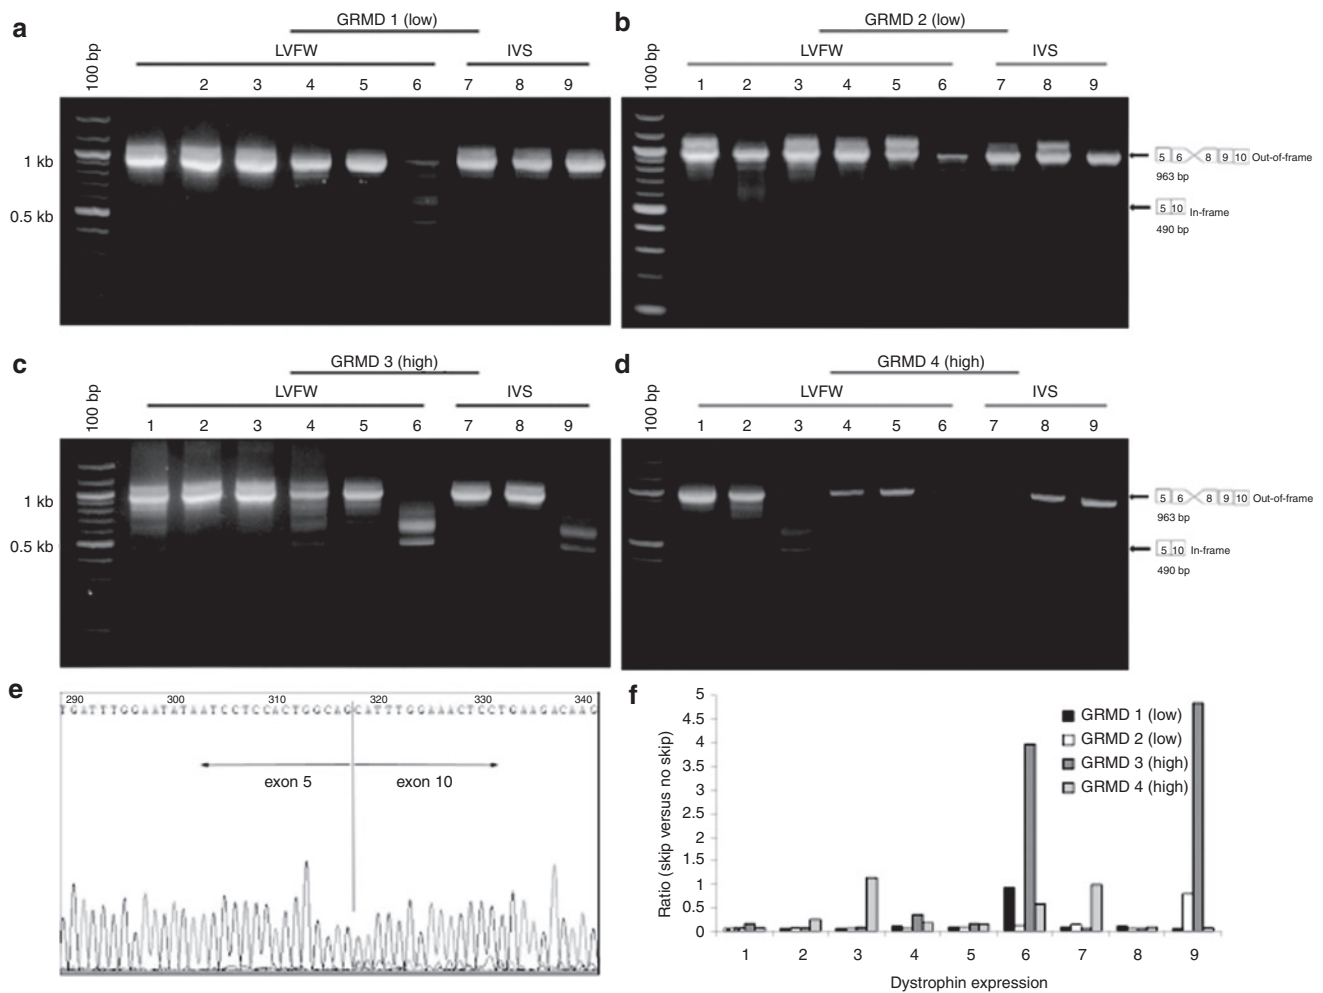 a
GRMD 1 (low)
LVFW
IVS
100 bp
2 3 4 5 6 7 8 9
1 kb
0.5 kb
b
GRMD 2 (low)
LVFW
IVS
100 bp
1 2 3 4 5 6 7 8 9
5 6 8 9 10 Out-of-frame
963 bp
5 10 In-frame
490 bp
c
GRMD 3 (high)
LVFW
IVS
100 bp
1 2 3 4 5 6 7 8 9
1 kb
0.5 kb
d
GRMD 4 (high)
LVFW
IVS
100 bp
1 2 3 4 5 6 7 8 9
5 6 8 9 10 Out-of-frame
963 bp
5 10 In-frame
490 bp
e
290 300 310 320 330 340
TGATTTGGAATATAATCCTCCACTGGCAGCATTTGGAAACTCCTGAAGACAAG
exon 5 exon 10
f
Ratio (skip versus no skip)
5
4.5
4
3.5
3
2.5
2
1.5
1
0.5
0
GRMD 1 (low)
GRMD 2 (low)
GRMD 3 (high)
GRMD 4 (high)
1 2 3 4 5 6 7 8 9
Dystrophin expression